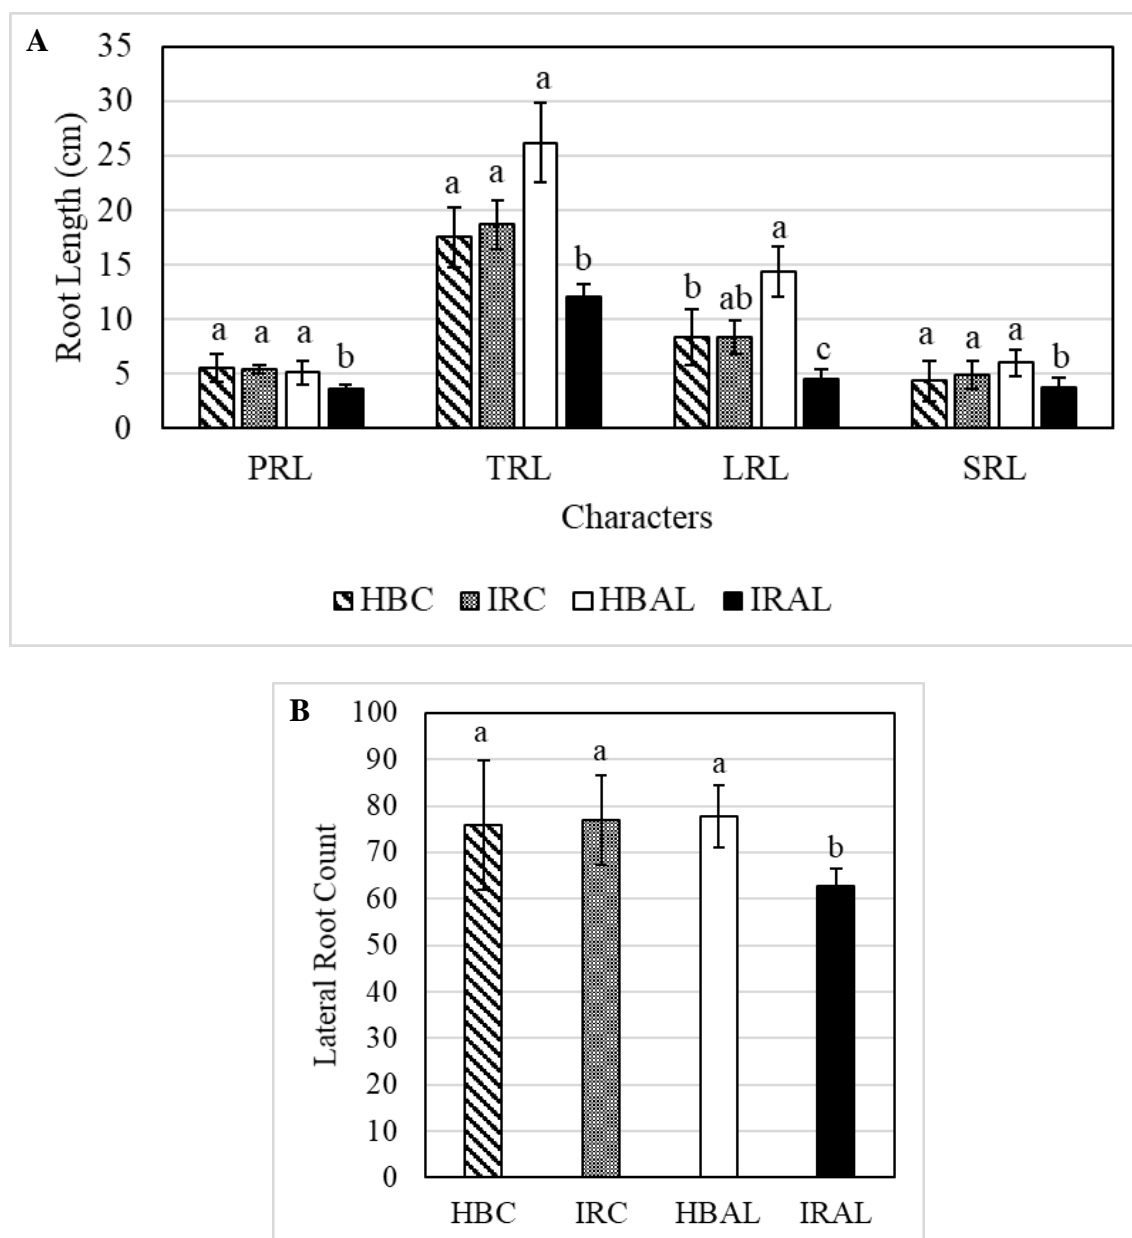 A
35
30
25
20
15
10
5
0
Root Length (cm)
a a a b
a a a b
b ab a c
a a a b
PRL TRL LRL SRL
Characters
HBC IRC HBAL IRAL
B
100
90
80
70
60
50
40
30
20
10
0
Lateral Root Count
a a a b
HBC IRC HBAL IRAL